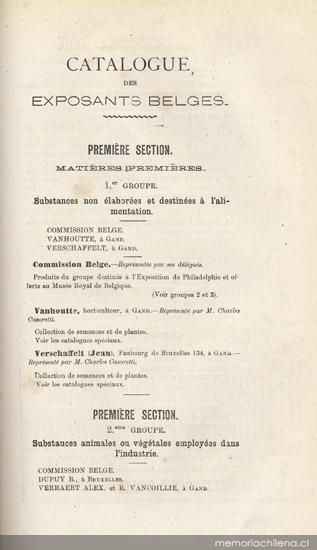 CATALOGUE,
DES
EXPOSANTS BELGES.
PREMIÈRE SECTION.
MATIÈRES PREMIÈRES.
1.er GROUPE.
Substances non élaborées et destinées à l'ali-
mentation.
COMMISSION BELGE.
VANHOUTTE, à GAND.
VERSCHAFFELT, à GAND.
Commission Belge.—Représentée par ses délégués.
Produits du groupe destinés à l'Exposition de Philadelphie et of-
ferts au Musée Royal de Belgique.
(Voir groupes 2 et 3).
Vanhoutte, horticulteur, à GAND.—Représenté par M. Charles
Casoretti.
Collection de semences et de plantes.
Voir les catalogues spéciaux.
Verschaffelt (Jean), Faubourg de Bruxelles 134, à GAND.—
Représenté par M. Charles Casoretti.
Collection de semences et de plantes.
Voir les catalogues spéciaux.
PREMIÈRE SECTION.
2.eme GROUPE.
Substances animales ou végétales employées dans
l'industrie.
COMMISSION BELGE.
DUPUY B., à BRUXELLES,
VERRAERT ALEX. et R. VANCOILLIE, à GAND.
memoriachilena.cl